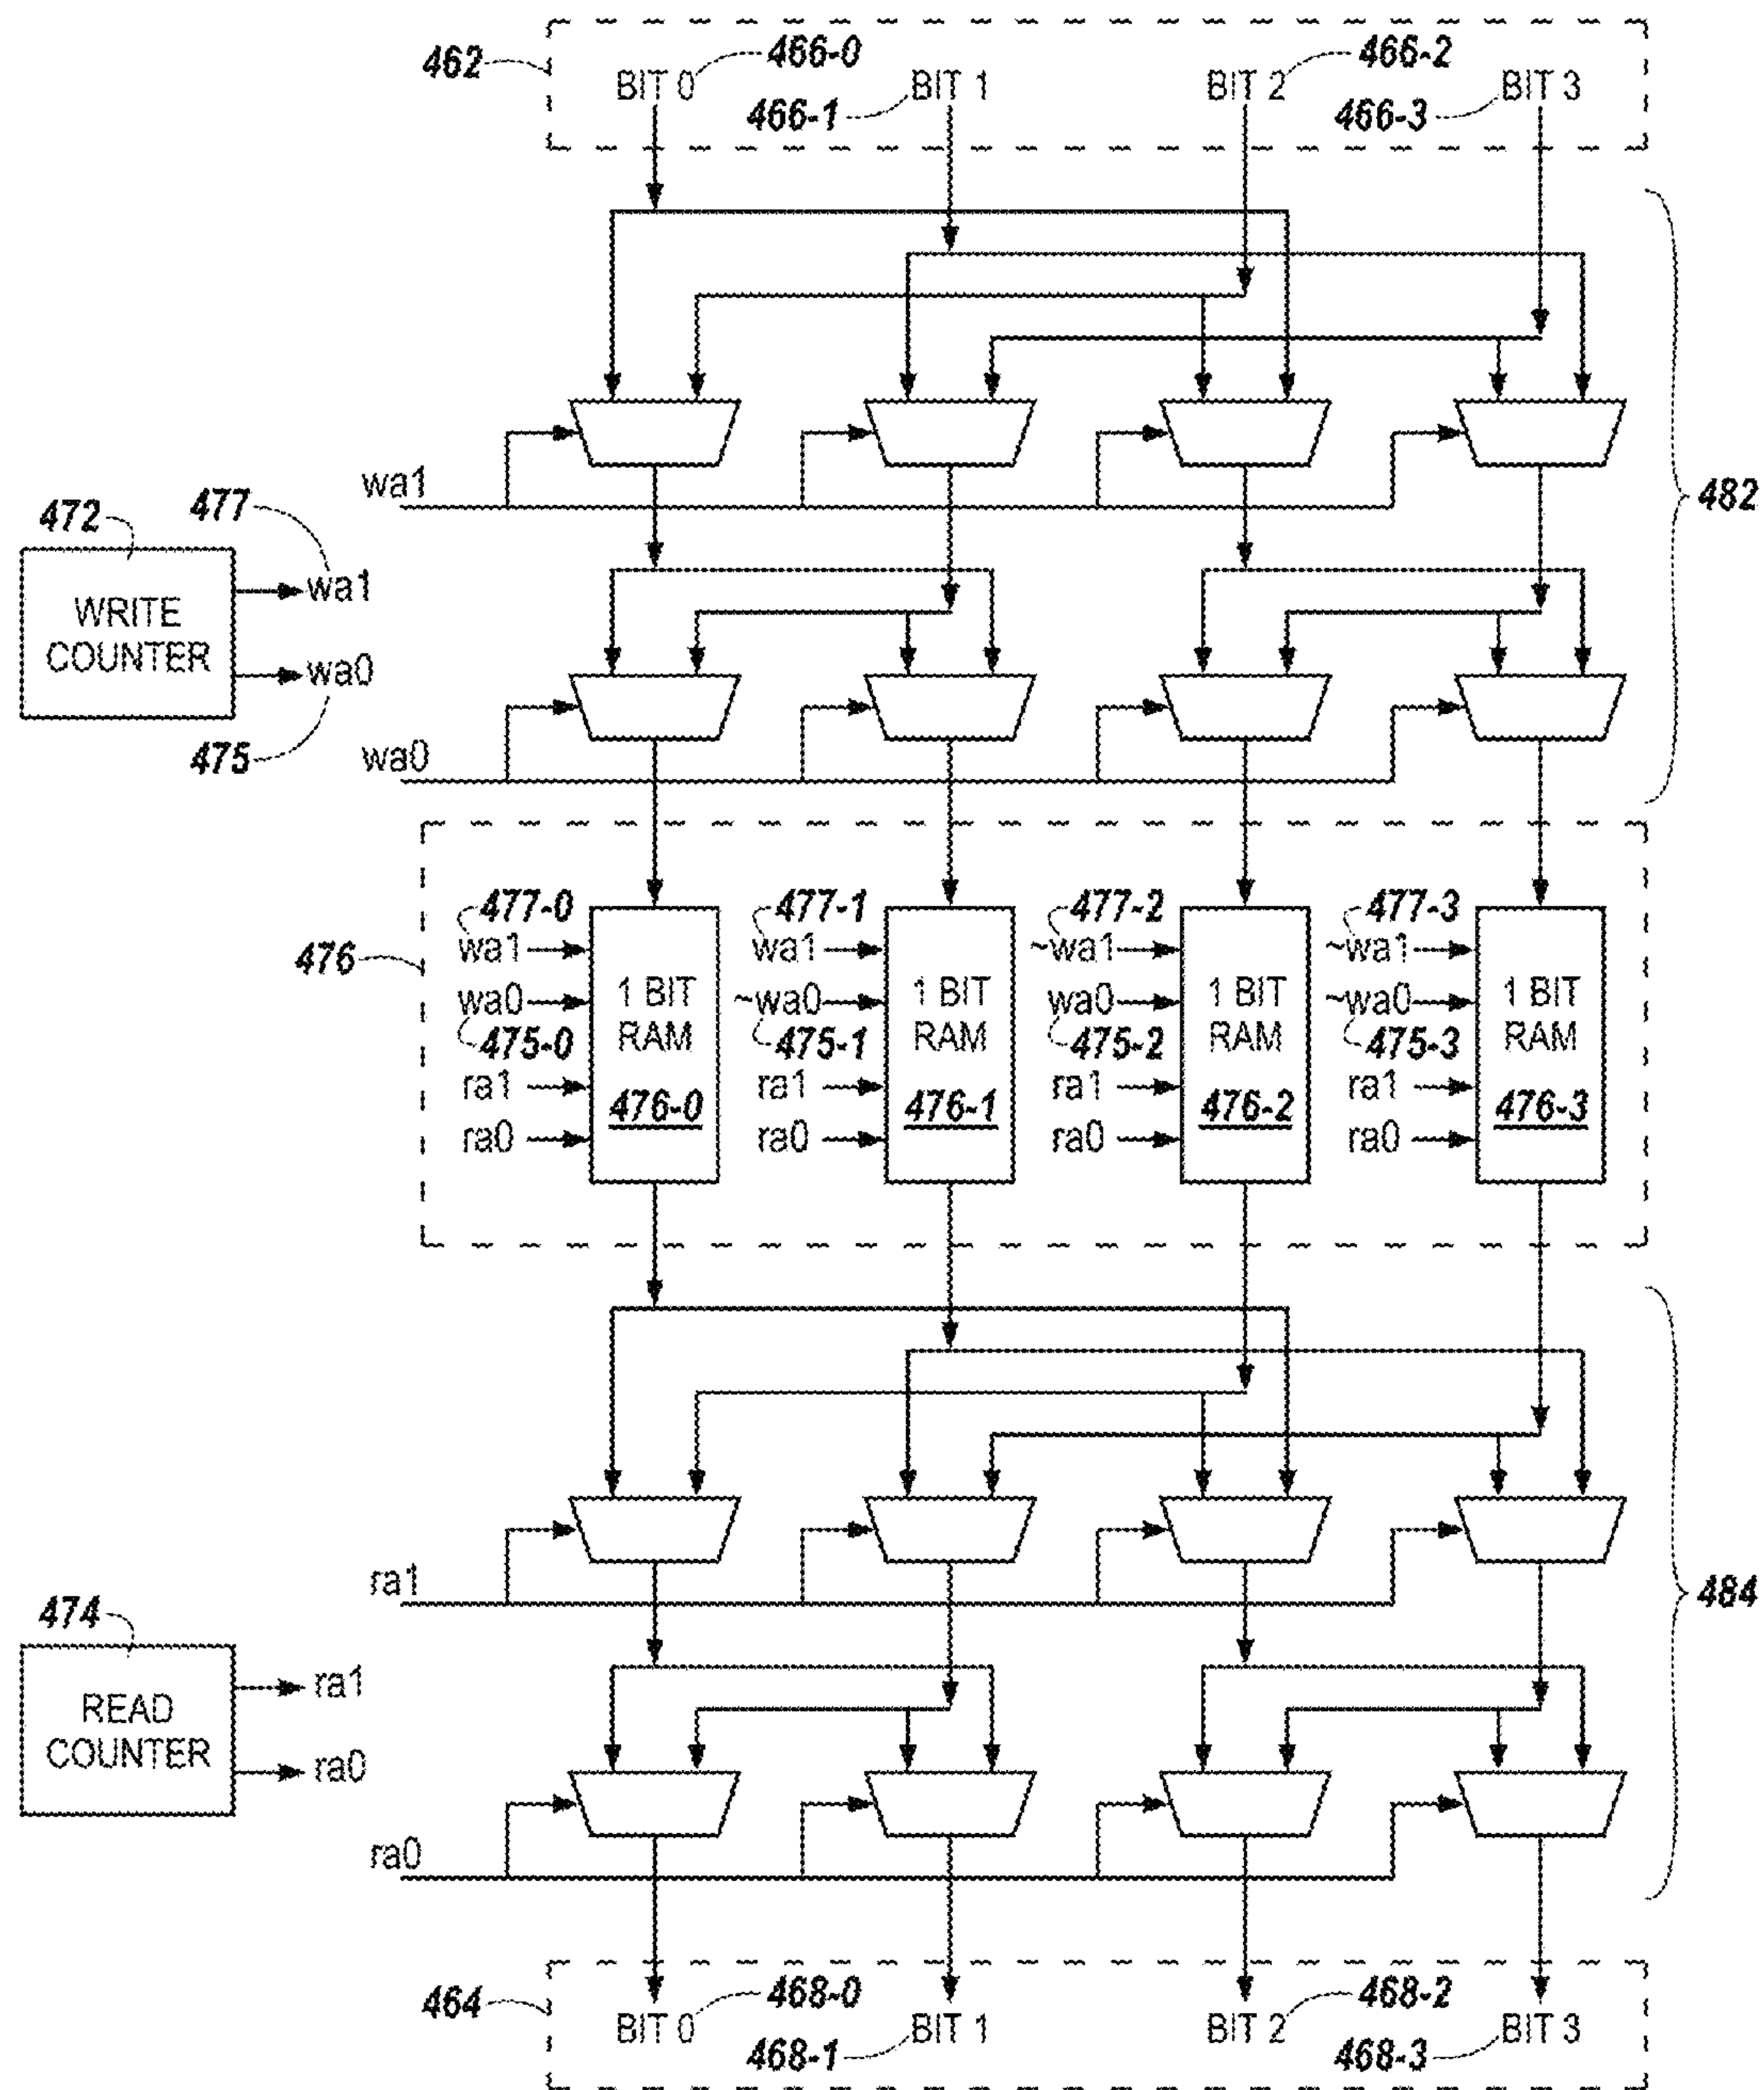 462 466-0 466-2
BIT 0 BIT 1 BIT 2 BIT 3
466-1 466-3
wa1
482
472 477
WRITE COUNTER
wa1
wa0
475
wa0
476
477-0 477-1 477-2 477-3
wa1 wa1 ~wa1 ~wa1
1 BIT 1 BIT 1 BIT 1 BIT
wa0 ~wa0 wa0 ~wa0
RAM RAM RAM RAM
475-0 475-1 475-2 475-3
ra1 ra1 ra1 ra1
476-0 476-1 476-2 476-3
ra0 ra0 ra0 ra0
ra1
484
474
READ COUNTER
ra1
ra0
ra0
464 468-0 468-2
BIT 0 BIT 1 BIT 2 BIT 3
468-1 468-3